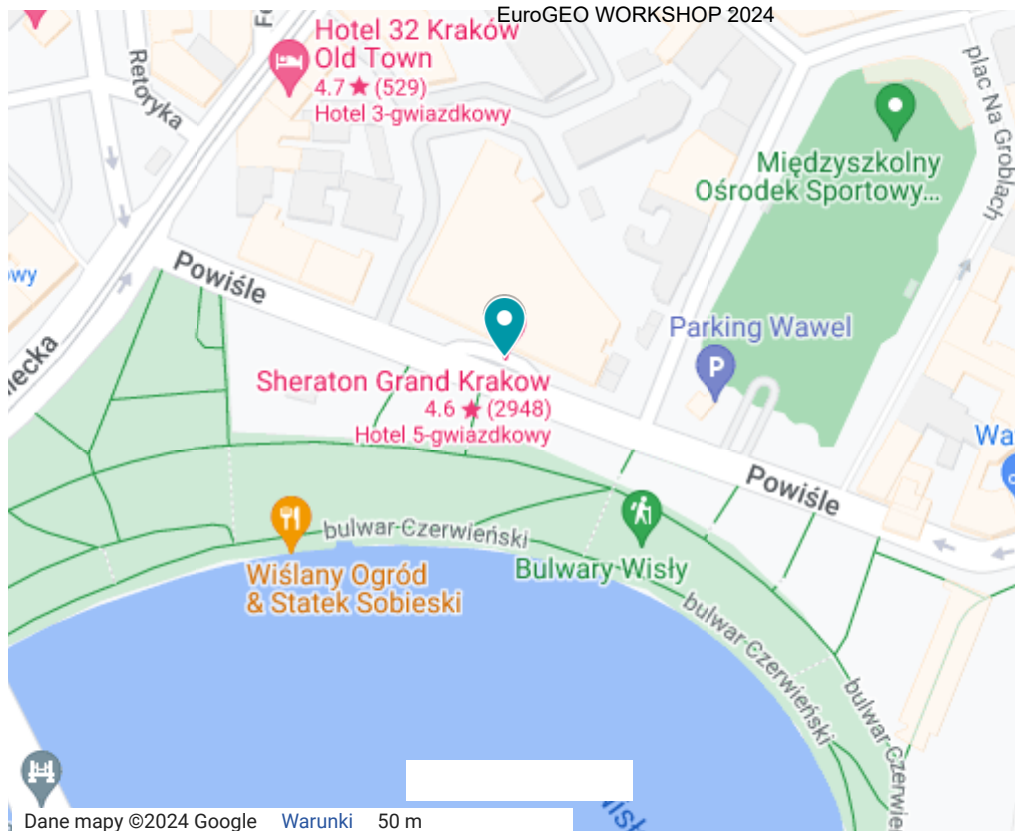 EuroGEO WORKSHOP 2024
Hotel 32 Kraków
Old Town
4.7 ★ (529)
Hotel 3-gwiazdkowy
Retoryka
plac Na Groblach
Międzyszkolny
Ośrodek Sportowy...
Powiśle
Parking Wawel
P
Sheraton Grand Krakow
4.6 ★ (2948)
Hotel 5-gwiazdkowy
Powiśle
bulwar Czerwieński
Wiślany Ogród
& Statek Sobieski
Bulwary Wisły
bulwar Czerwieński
bulwar Czerwie
Dane mapy ©2024 Google Warunki 50 m